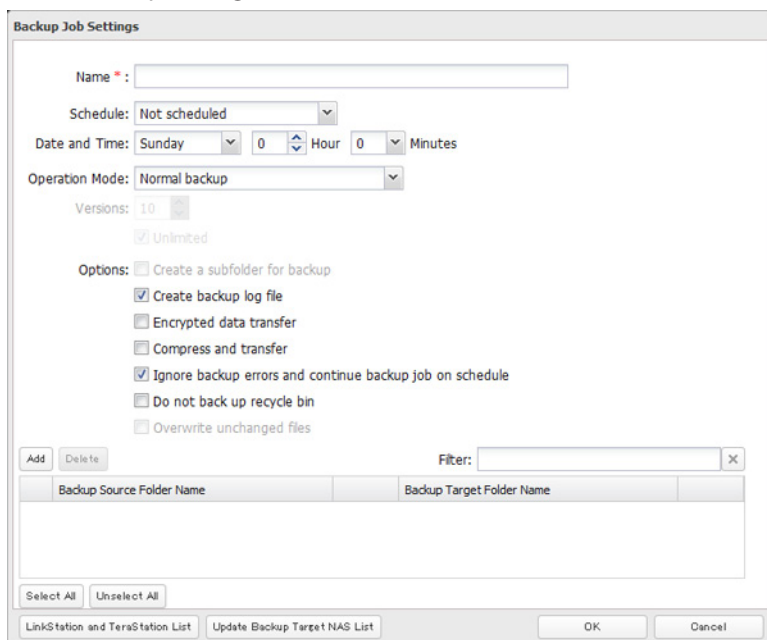 Backup Job Settings
Name * :
Schedule: Not scheduled
Date and Time: Sunday 0 Hour 0 Minutes
Operation Mode: Normal backup
Versions: 10
Unlimited
Options: Create a subfolder for backup
Create backup log file
Encrypted data transfer
Compress and transfer
Ignore backup errors and continue backup job on schedule
Do not back up recycle bin
Overwrite unchanged files
Add Delete Filter:
Backup Source Folder Name Backup Target Folder Name
Select All Unselect All
LinkStation and TeraStation List Update Backup Target NAS List OK Cancel